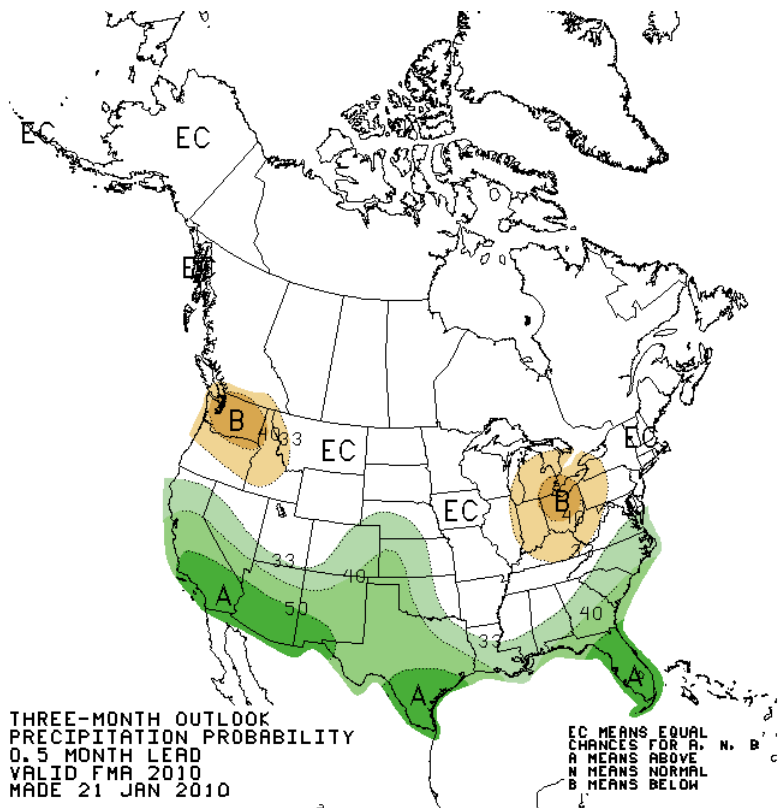 EC
EC
EC
B
40
33
EC
EC
EC
B
40
33
40
A
50
40
33
A
A
THREE-MONTH OUTLOOK
PRECIPITATION PROBABILITY
0.5 MONTH LEAD
VALID FMA 2010
MADE 21 JAN 2010
EC MEANS EQUAL
CHANCES FOR A, N, B
A MEANS ABOVE
N MEANS NORMAL
B MEANS BELOW